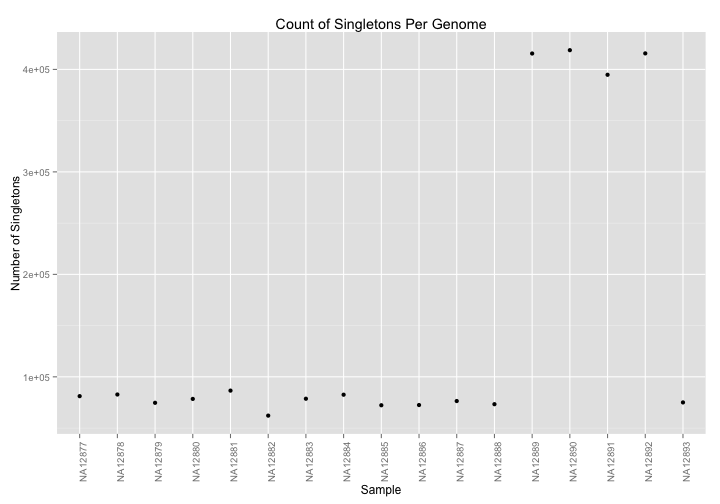 Count of Singletons Per Genome
Number of Singletons
4e+05
3e+05
2e+05
1e+05
NA12877
NA12878
NA12879
NA12880
NA12881
NA12882
NA12883
NA12884
NA12885
NA12886
NA12887
NA12888
NA12889
NA12890
NA12891
NA12892
NA12893
Sample